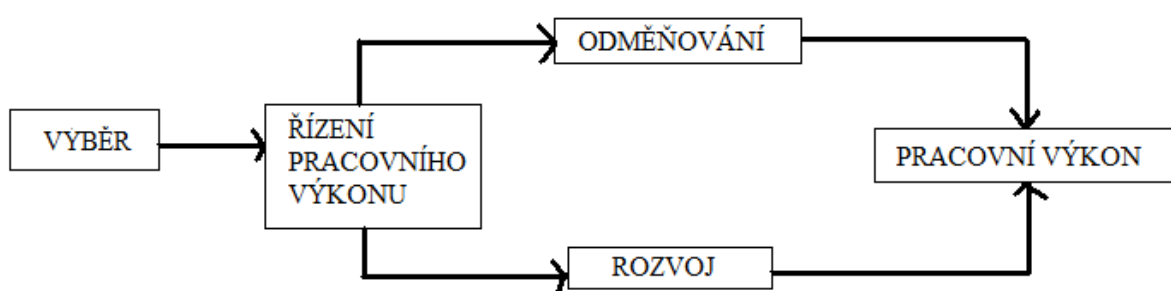 VÝBĚR
ŘÍZENÍ
PRACOVNÍHO
VÝKONU
ODMĚŇOVÁNÍ
ROZVOJ
PRACOVNÍ VÝKON